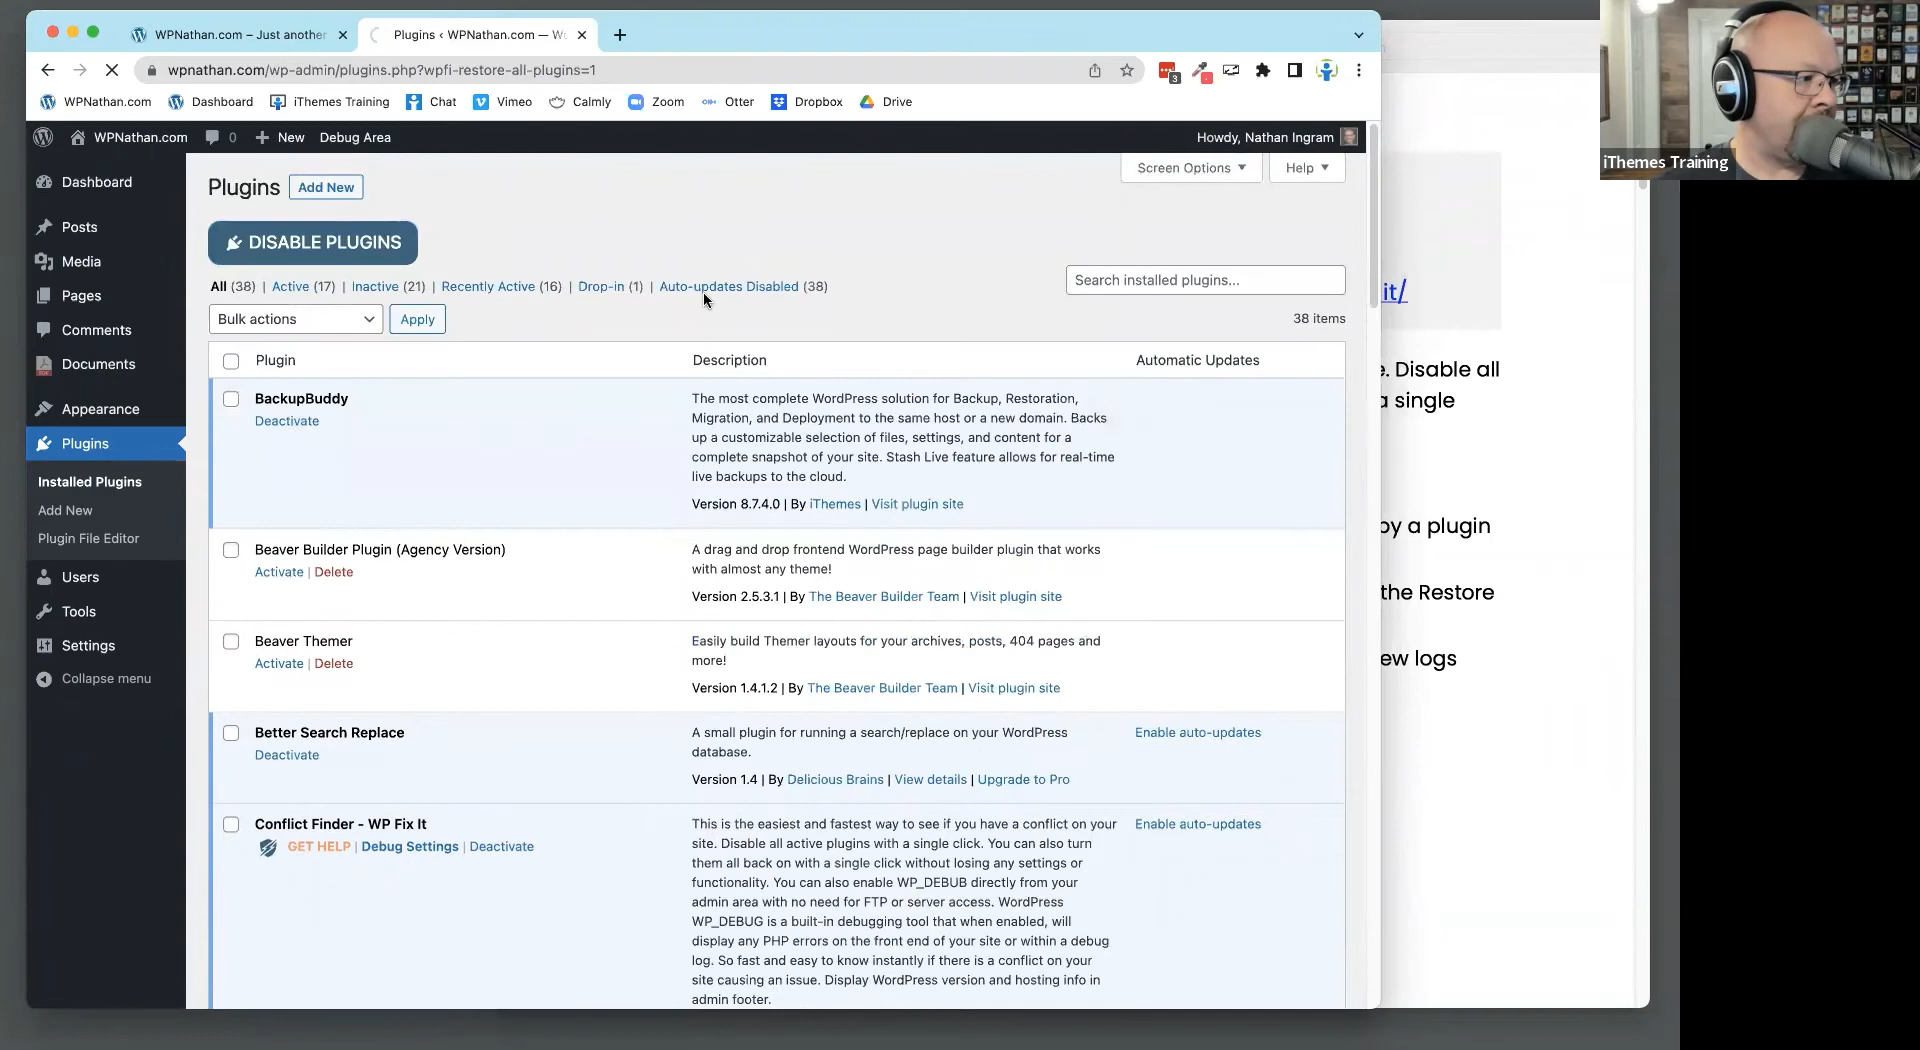 WPNathan.com – Just another
Plugins ‹ WPNathan.com — Wo
wpnathan.com/wp-admin/plugins.php?wpfi-restore-all-plugins=1
3
WPNathan.com
Dashboard
iThemes Training
Chat
Vimeo
Calmly
Zoom
Otter
Dropbox
Drive
WPNathan.com
0
New
Debug Area
Howdy, Nathan Ingram
Dashboard
Posts
Media
Pages
Comments
Documents
Appearance
Plugins
Installed Plugins
Add New
Plugin File Editor
Users
Tools
Settings
Collapse menu
Screen Options
Help
Plugins
Add New
DISABLE PLUGINS
All (38) | Active (17) | Inactive (21) | Recently Active (16) | Drop-in (1) | Auto-updates Disabled (38)
Search installed plugins...
Bulk actions
Apply
38 items
Plugin
Description
Automatic Updates
BackupBuddy
Deactivate
The most complete WordPress solution for Backup, Restoration,
Migration, and Deployment to the same host or a new domain. Backs
up a customizable selection of files, settings, and content for a
complete snapshot of your site. Stash Live feature allows for real-time
live backups to the cloud.
Version 8.7.4.0 | By iThemes | Visit plugin site
Beaver Builder Plugin (Agency Version)
Activate | Delete
A drag and drop frontend WordPress page builder plugin that works
with almost any theme!
Version 2.5.3.1 | By The Beaver Builder Team | Visit plugin site
Beaver Themer
Activate | Delete
Easily build Themer layouts for your archives, posts, 404 pages and
more!
Version 1.4.1.2 | By The Beaver Builder Team | Visit plugin site
Better Search Replace
Deactivate
A small plugin for running a search/replace on your WordPress
database.
Version 1.4 | By Delicious Brains | View details | Upgrade to Pro
Enable auto-updates
Conflict Finder - WP Fix It
GET HELP | Debug Settings | Deactivate
This is the easiest and fastest way to see if you have a conflict on your
site. Disable all active plugins with a single click. You can also turn
them all back on with a single click without losing any settings or
functionality. You can also enable WP_DEBUB directly from your
admin area with no need for FTP or server access. WordPress
WP_DEBUG is a built-in debugging tool that when enabled, will
display any PHP errors on the front end of your site or within a debug
log. So fast and easy to know instantly if there is a conflict on your
site causing an issue. Display WordPress version and hosting info in
admin footer.
Enable auto-updates
it/
e. Disable all
a single
by a plugin
the Restore
ew logs
iThemes Training